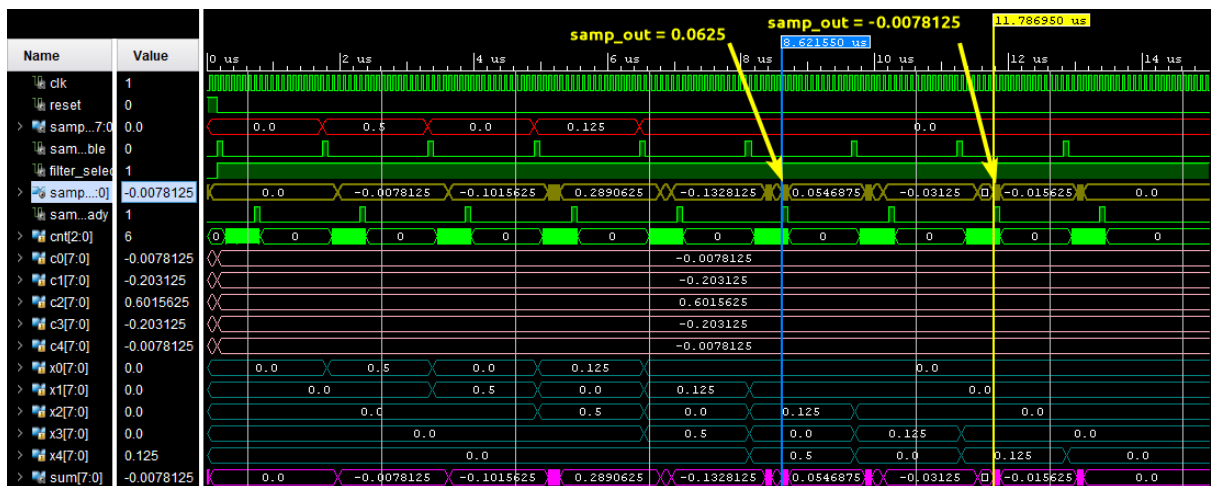 samp_out = 0.0625 samp_out = -0.0078125 11.786950 us
8.621550 us
Name Value 0 us 2 us 4 us 6 us 8 us 10 us 12 us 14 us
clk 1
reset 0
samp...7:0 0.0 0.0 0.5 0.0 0.125 0.0
sam...ble 0
filter_selec 1
samp....:0] -0.0078125 0.0 -0.0078125 -0.1015625 0.2890625 -0.1328125 0.0546875 -0.03125 -0.015625 0.0
sam...ady 1
cnt[2:0] 6 0 0 0 0 0 0 0 0 0 0
c0[7:0] -0.0078125 -0.0078125
c1[7:0] -0.203125 -0.203125
c2[7:0] 0.6015625 0.6015625
c3[7:0] -0.203125 -0.203125
c4[7:0] -0.0078125 -0.0078125
x0[7:0] 0.0 0.0 0.5 0.0 0.125 0.0
x1[7:0] 0.0 0.0 0.5 0.0 0.125 0.0
x2[7:0] 0.0 0.0 0.5 0.0 0.125 0.0
x3[7:0] 0.0 0.0 0.5 0.0 0.125 0.0
x4[7:0] 0.125 0.0 0.5 0.0 0.125 0.0
sum[7:0] -0.0078125 0.0 -0.0078125 -0.1015625 0.2890625 -0.1328125 0.0546875 -0.03125 -0.015625 0.0